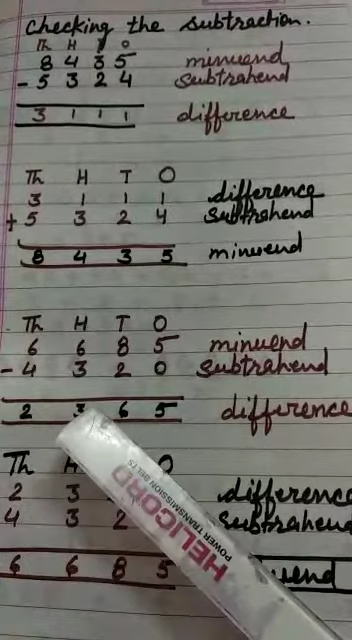 Checking the subtraction.
Th H T O
8 4 3 5 minuend
- 5 3 2 4 subtrahend
3 1 1 1 difference
Th H T O
3 1 1 1 difference
+ 5 3 2 4 subtrahend
8 4 3 5 minuend
Th H T O
6 6 8 5 minuend
- 4 3 2 0 subtrahend
2 3 6 5 difference
Th H O
2 3 difference
4 3 2 subtrahend
6 6 8 5 uend
HELICORD
POWER TRANSMISSION BELTS